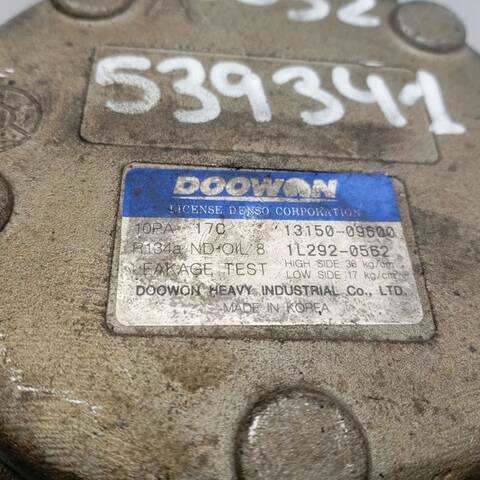 539341
DOOWON
LICENSE DENSO CORPORATION
10PA 17C 13150-09600
R134a ND-OIL 8 1L292-0562
LEAKAGE TEST HIGH SIDE 36 kg/cm²
LOW SIDE 17 kg/cm²
DOOWON HEAVY INDUSTRIAL Co., LTD.
MADE IN KOREA